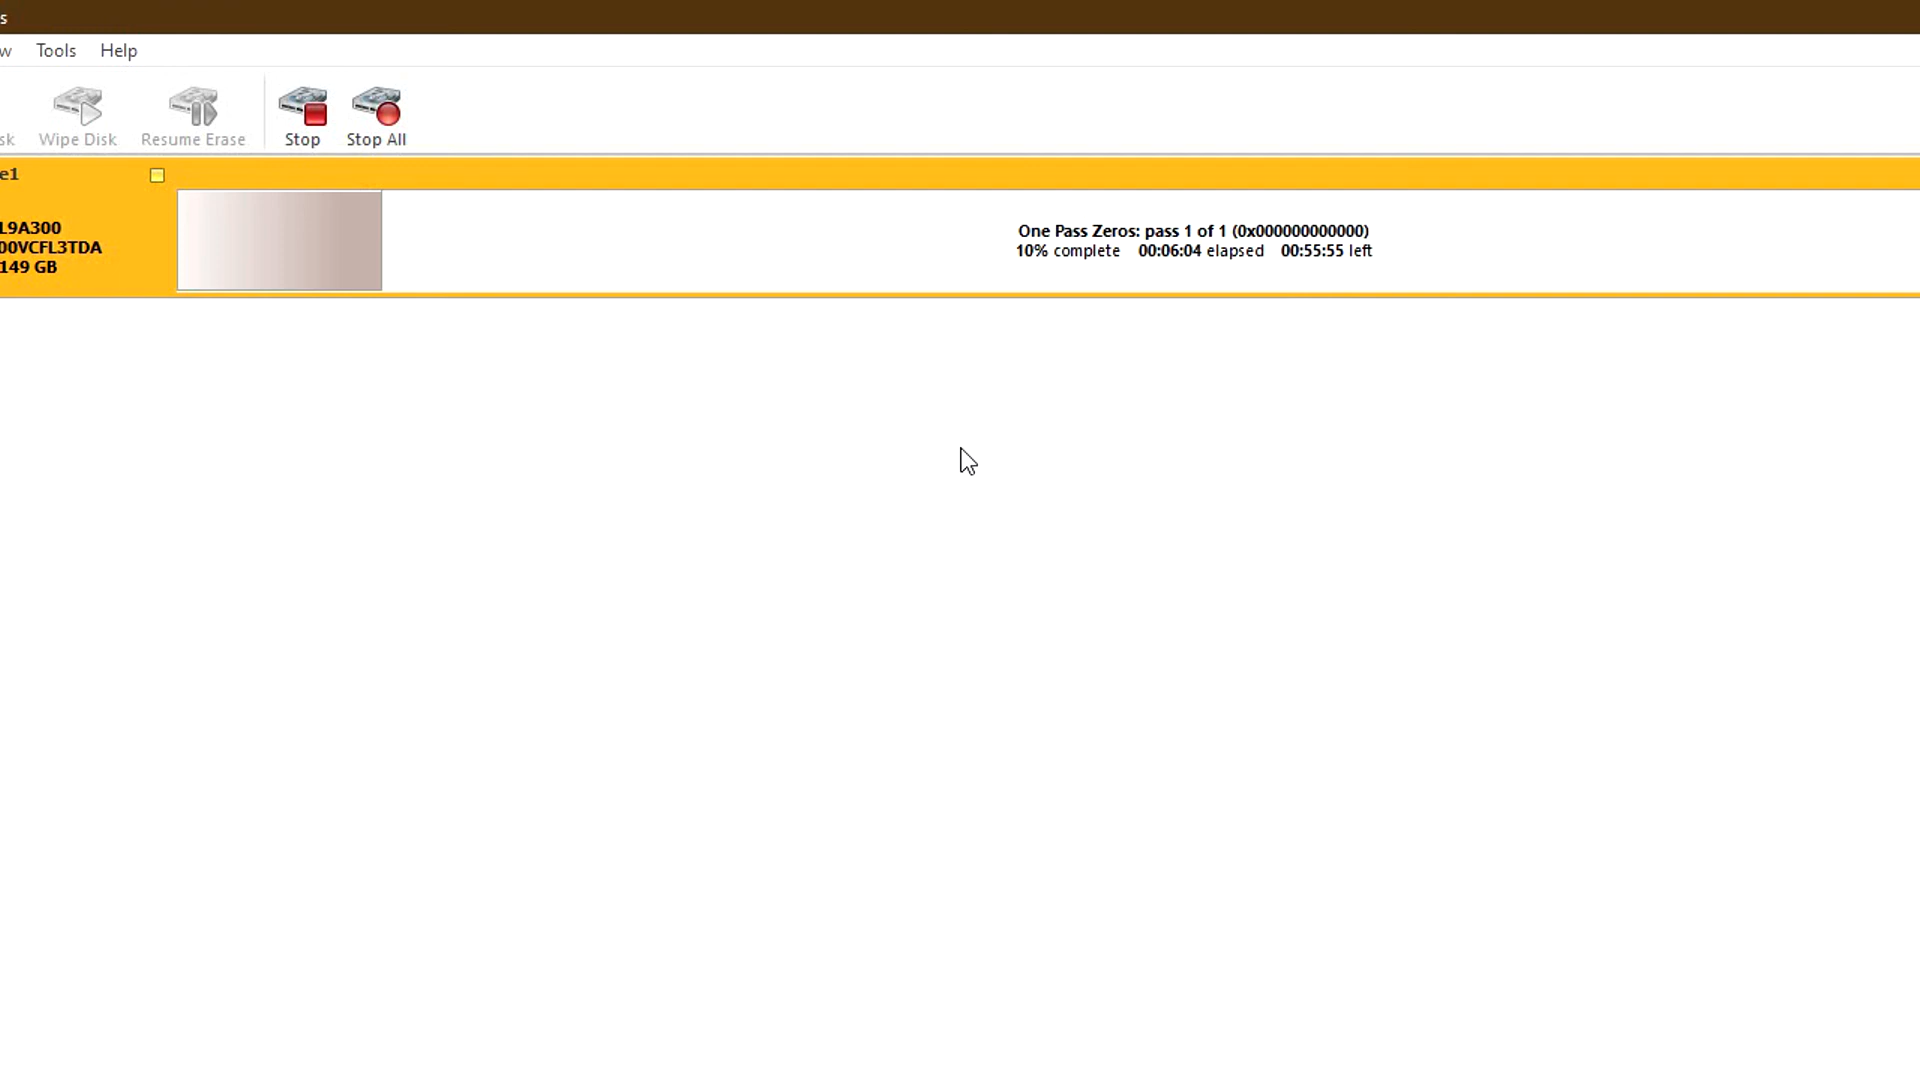 s
w Tools Help
sk Wipe Disk Resume Erase Stop Stop All
e1
L9A300
00VCFL3TDA
149 GB
One Pass Zeros: pass 1 of 1 (0x000000000000)
10% complete 00:06:04 elapsed 00:55:55 left